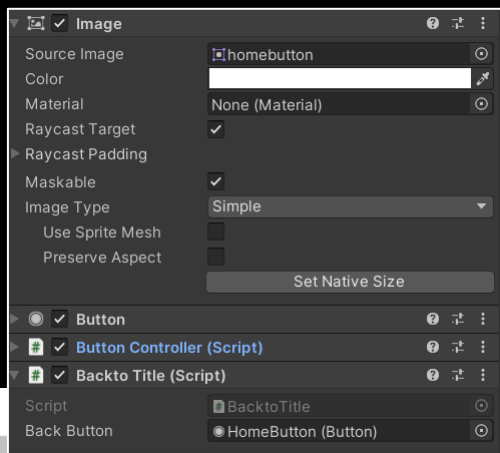 Image
Source Image homebutton
Color
Material None (Material)
Raycast Target
Raycast Padding
Maskable
Image Type Simple
Use Sprite Mesh
Preserve Aspect
Set Native Size
Button
# Button Controller (Script)
# Backto Title (Script)
Script # BacktoTitle
Back Button HomeButton (Button)